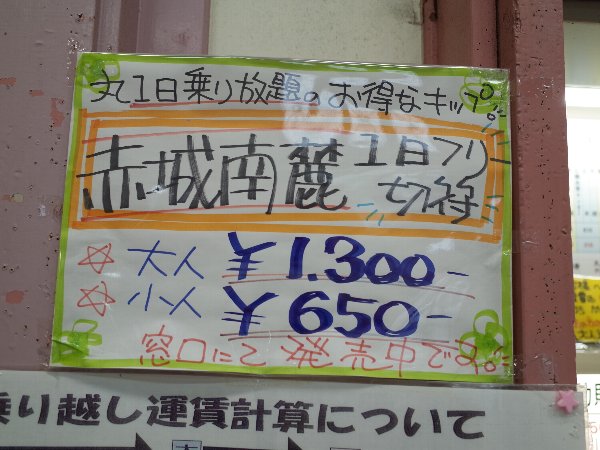 丸1日乗り放題のお得なキップ
赤城南麓 1日フリー
切符
☆ 大人 ¥1.300-
☆ 小人 ¥650-
窓口にて発売中です。
乗り越し運賃計算について